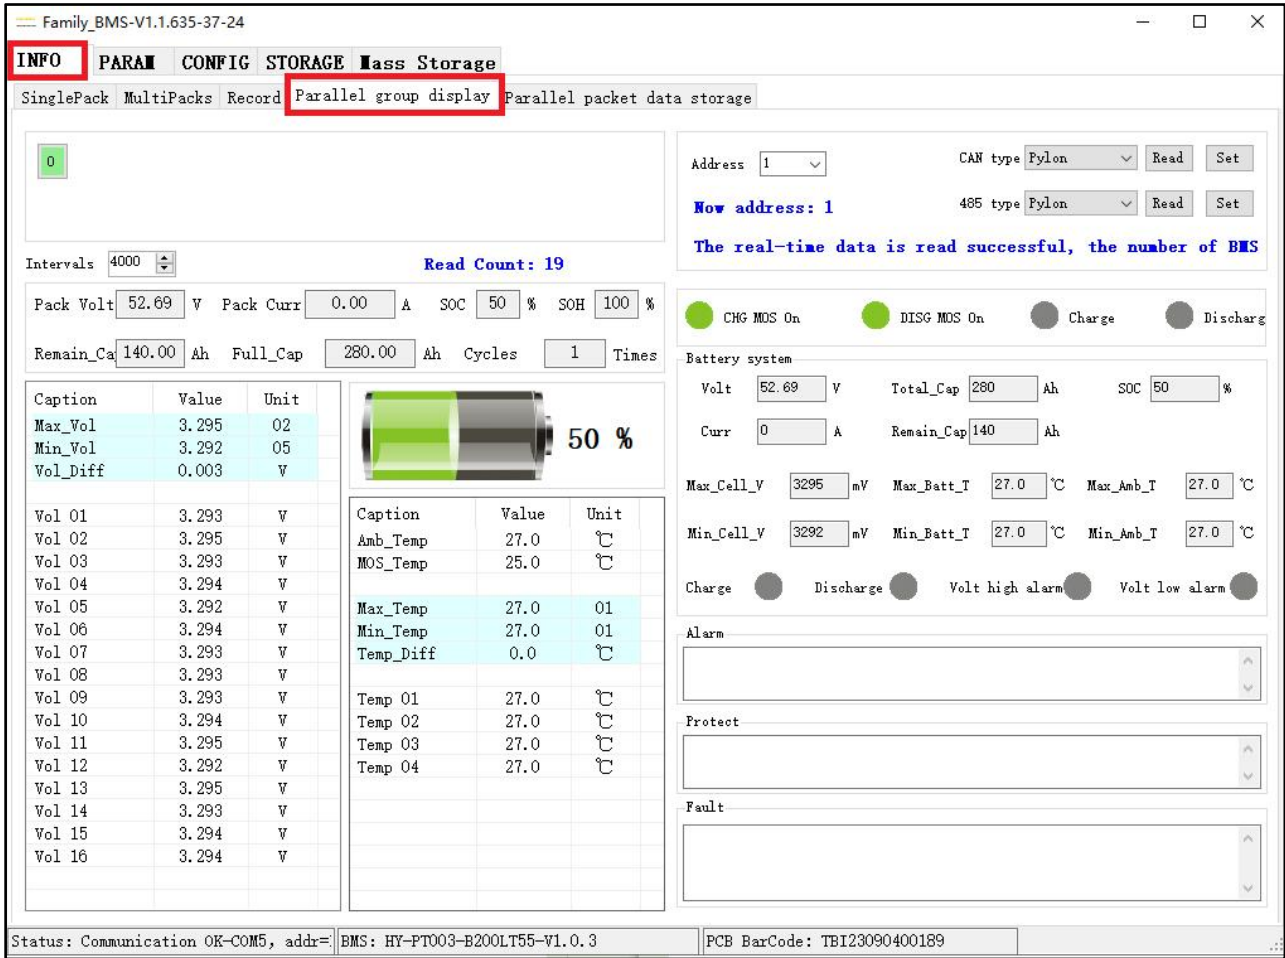 Family_BMS-V1.1.635-37-24
INFO PARAM CONFIG STORAGE Mass Storage
SinglePack MultiPacks Record Parallel group display Parallel packet data storage
0
Address 1
CAN type Pylon Read Set
Now address: 1
485 type Pylon Read Set
The real-time data is read successful, the number of BMS
Intervals 4000
Read Count: 19
Pack Volt 52.69 V Pack Curr 0.00 A SOC 50 % SOH 100 %
Remain_Ca 140.00 Ah Full_Cap 280.00 Ah Cycles 1 Times
CHG MOS On DISG MOS On Charge Discharg
Battery system
Volt 52.69 V Total_Cap 280 Ah SOC 50 %
Curr 0 A Remain_Cap 140 Ah
Max_Cell_V 3295 mV Max_Batt_T 27.0 ℃ Max_Amb_T 27.0 ℃
Min_Cell_V 3292 mV Min_Batt_T 27.0 ℃ Min_Amb_T 27.0 ℃
Charge Discharge Volt high alarm Volt low alarm
Alarm
Protect
Fault
Caption Value Unit
Max_Vol 3.295 02
Min_Vol 3.292 05
Vol_Diff 0.003 V
Vol 01 3.293 V
Vol 02 3.295 V
Vol 03 3.293 V
Vol 04 3.294 V
Vol 05 3.292 V
Vol 06 3.294 V
Vol 07 3.293 V
Vol 08 3.293 V
Vol 09 3.293 V
Vol 10 3.294 V
Vol 11 3.295 V
Vol 12 3.292 V
Vol 13 3.295 V
Vol 14 3.293 V
Vol 15 3.294 V
Vol 16 3.294 V
50 %
Caption Value Unit
Amb_Temp 27.0 ℃
MOS_Temp 25.0 ℃
Max_Temp 27.0 01
Min_Temp 27.0 01
Temp_Diff 0.0 ℃
Temp 01 27.0 ℃
Temp 02 27.0 ℃
Temp 03 27.0 ℃
Temp 04 27.0 ℃
Status: Communication OK-COM5, addr= BMS: HY-PT003-B200LT55-V1.0.3 PCB BarCode: TBI23090400189